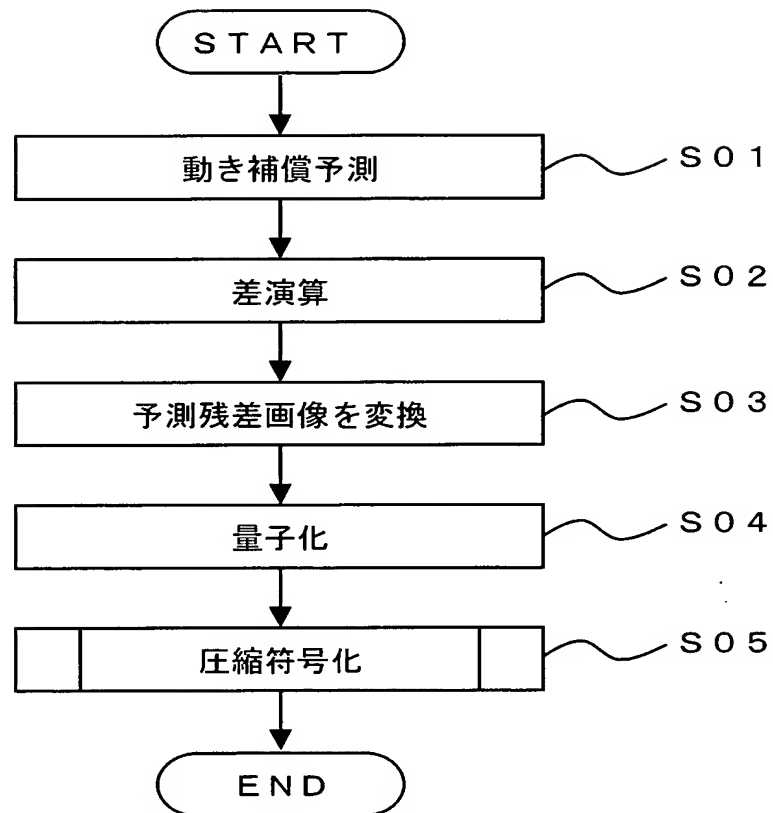 START
動き補償予測
S01
差演算
S02
予測残差画像を変換
S03
量子化
S04
圧縮符号化
S05
END